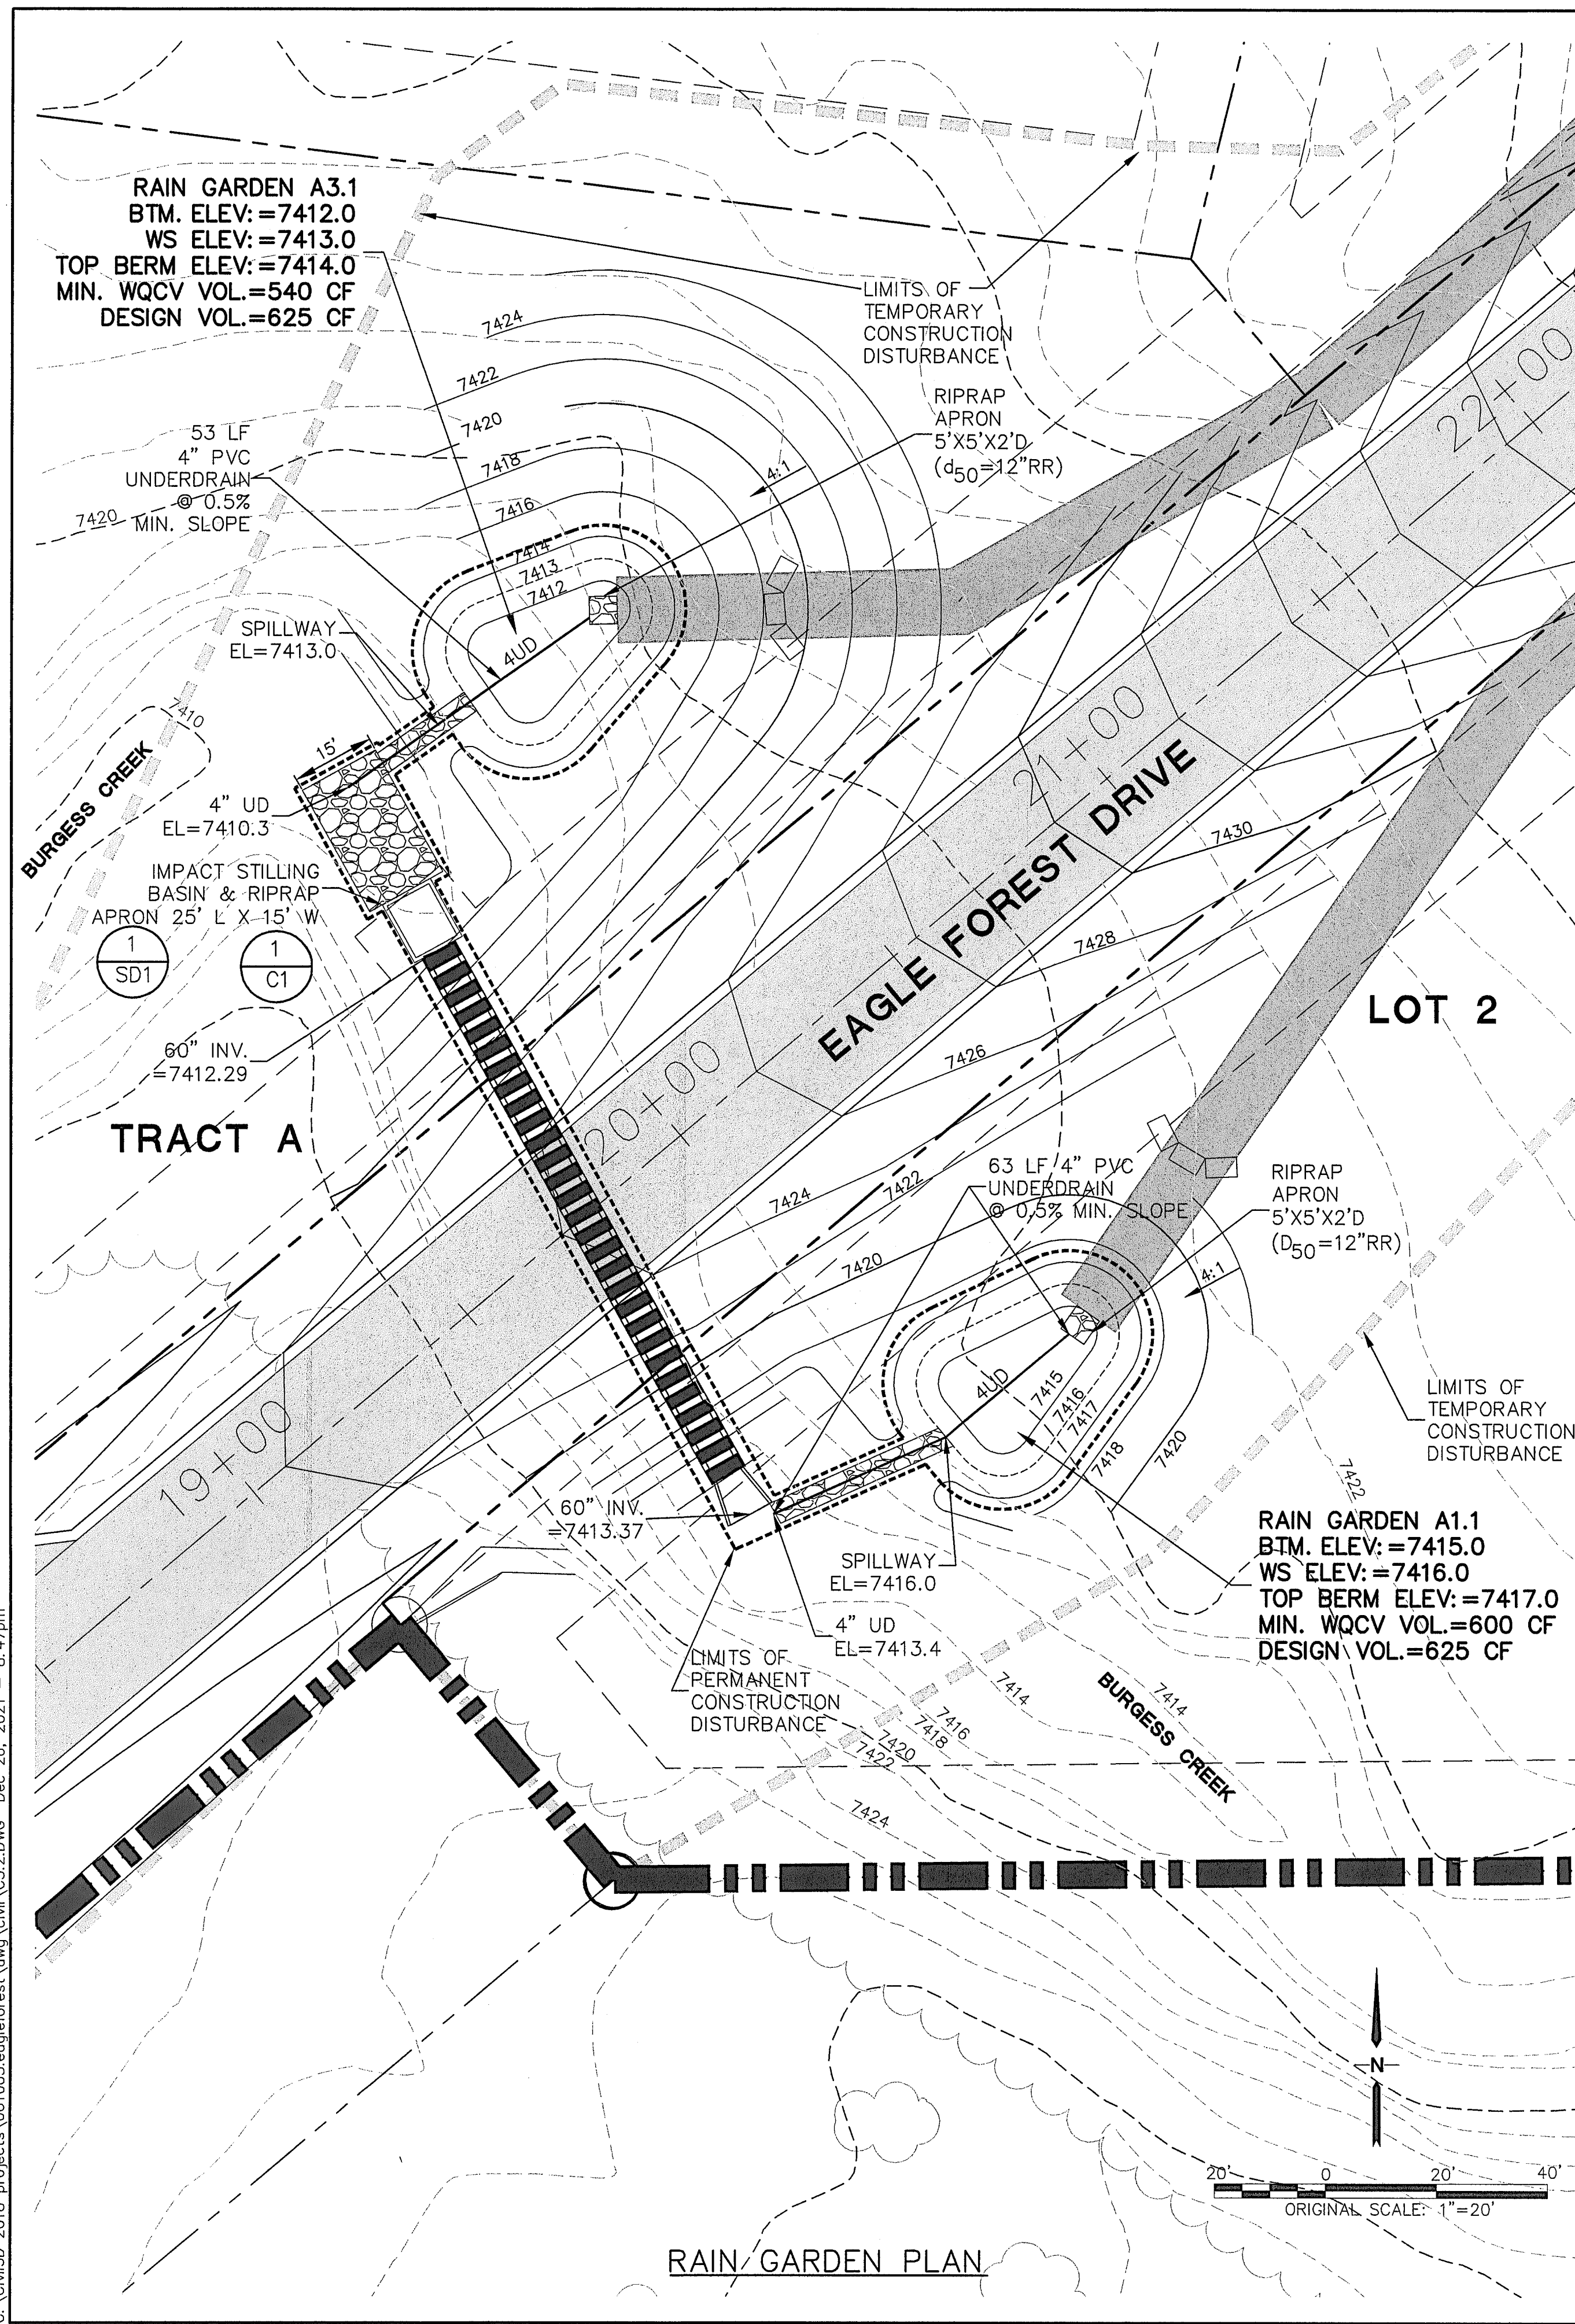 RAIN GARDEN A3.1
BTM. ELEV:=7412.0
WS ELEV:=7413.0
TOP BERM ELEV:=7414.0
MIN. WQCV VOL.=540 CF
DESIGN VOL.=625 CF
LIMITS OF
TEMPORARY
CONSTRUCTION
DISTURBANCE
7424
7422
7420
7418
7416
7414
7413
7412
RIPRAP
APRON
5'X5'X2'D
(d50=12"RR)
4:1
53 LF
4" PVC
UNDERDRAIN
@ 0.5%
MIN. SLOPE
7420
22+00
SPILLWAY
EL=7413.0
4UD
7410
BURGESS CREEK
15'
4" UD
EL=7410.3
IMPACT STILLING
BASIN & RIPRAP
APRON 25' L X 15' W
1
SD1
1
C1
60" INV.
=7412.29
TRACT A
21+00
EAGLE FOREST DRIVE
20+00
19+00
7430
7428
7426
7424
7422
7420
LOT 2
63 LF 4" PVC
UNDERDRAIN
@ 0.5% MIN. SLOPE
RIPRAP
APRON
5'X5'X2'D
(D50=12"RR)
4:1
4UD
7415
7416
7417
7418
7420
7422
LIMITS OF
TEMPORARY
CONSTRUCTION
DISTURBANCE
60" INV.
=7413.37
SPILLWAY
EL=7416.0
4" UD
EL=7413.4
RAIN GARDEN A1.1
BTM. ELEV:=7415.0
WS ELEV:=7416.0
TOP BERM ELEV:=7417.0
MIN. WQCV VOL.=600 CF
DESIGN VOL.=625 CF
LIMITS OF
PERMANENT
CONSTRUCTION
DISTURBANCE
7414
7416
7418
7420
7422
7424
7414
BURGESS CREEK
N
20' 0 20' 40'
ORIGINAL SCALE: 1"=20'
RAIN GARDEN PLAN